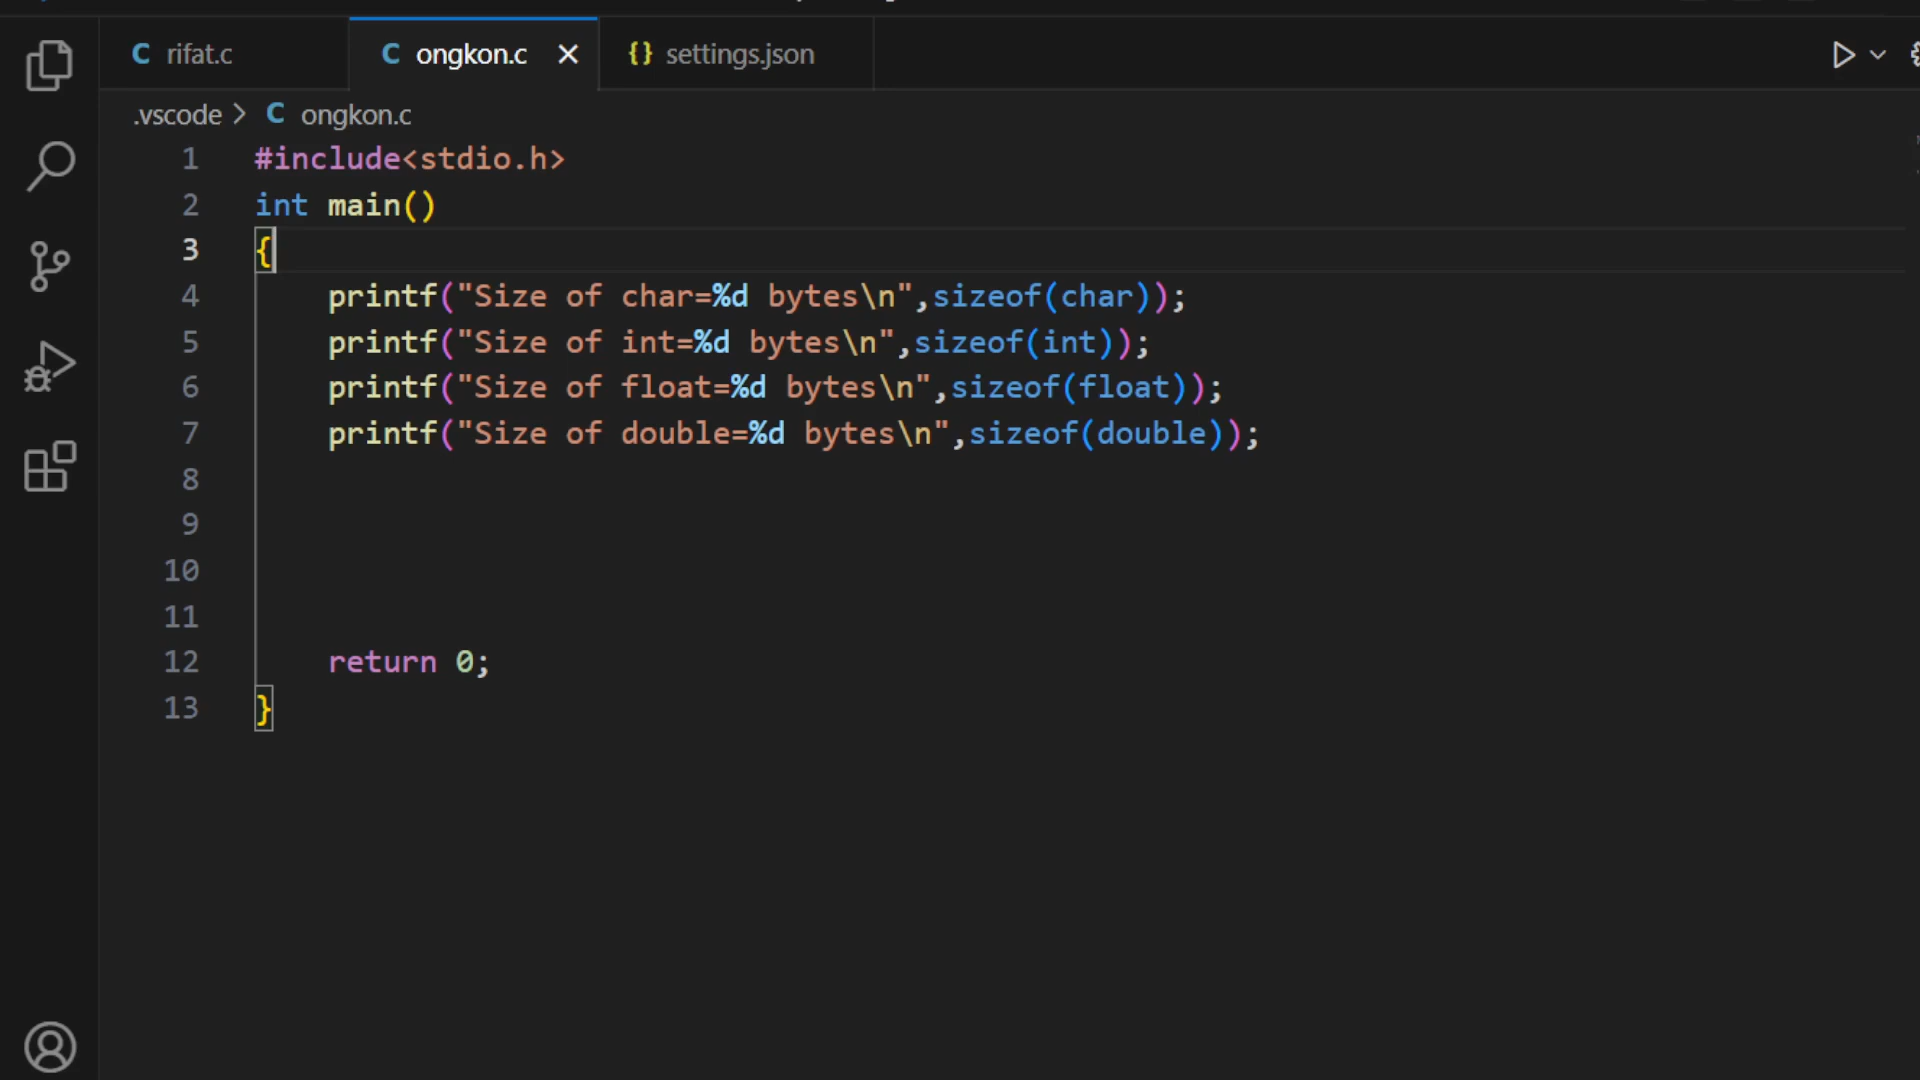 rifat.c ongkon.c settings.json
.vscode > ongkon.c
1 #include<stdio.h>
2 int main()
3 {
4 printf("Size of char=%d bytes\n",sizeof(char));
5 printf("Size of int=%d bytes\n",sizeof(int));
6 printf("Size of float=%d bytes\n",sizeof(float));
7 printf("Size of double=%d bytes\n",sizeof(double));
8
9
10
11
12 return 0;
13 }